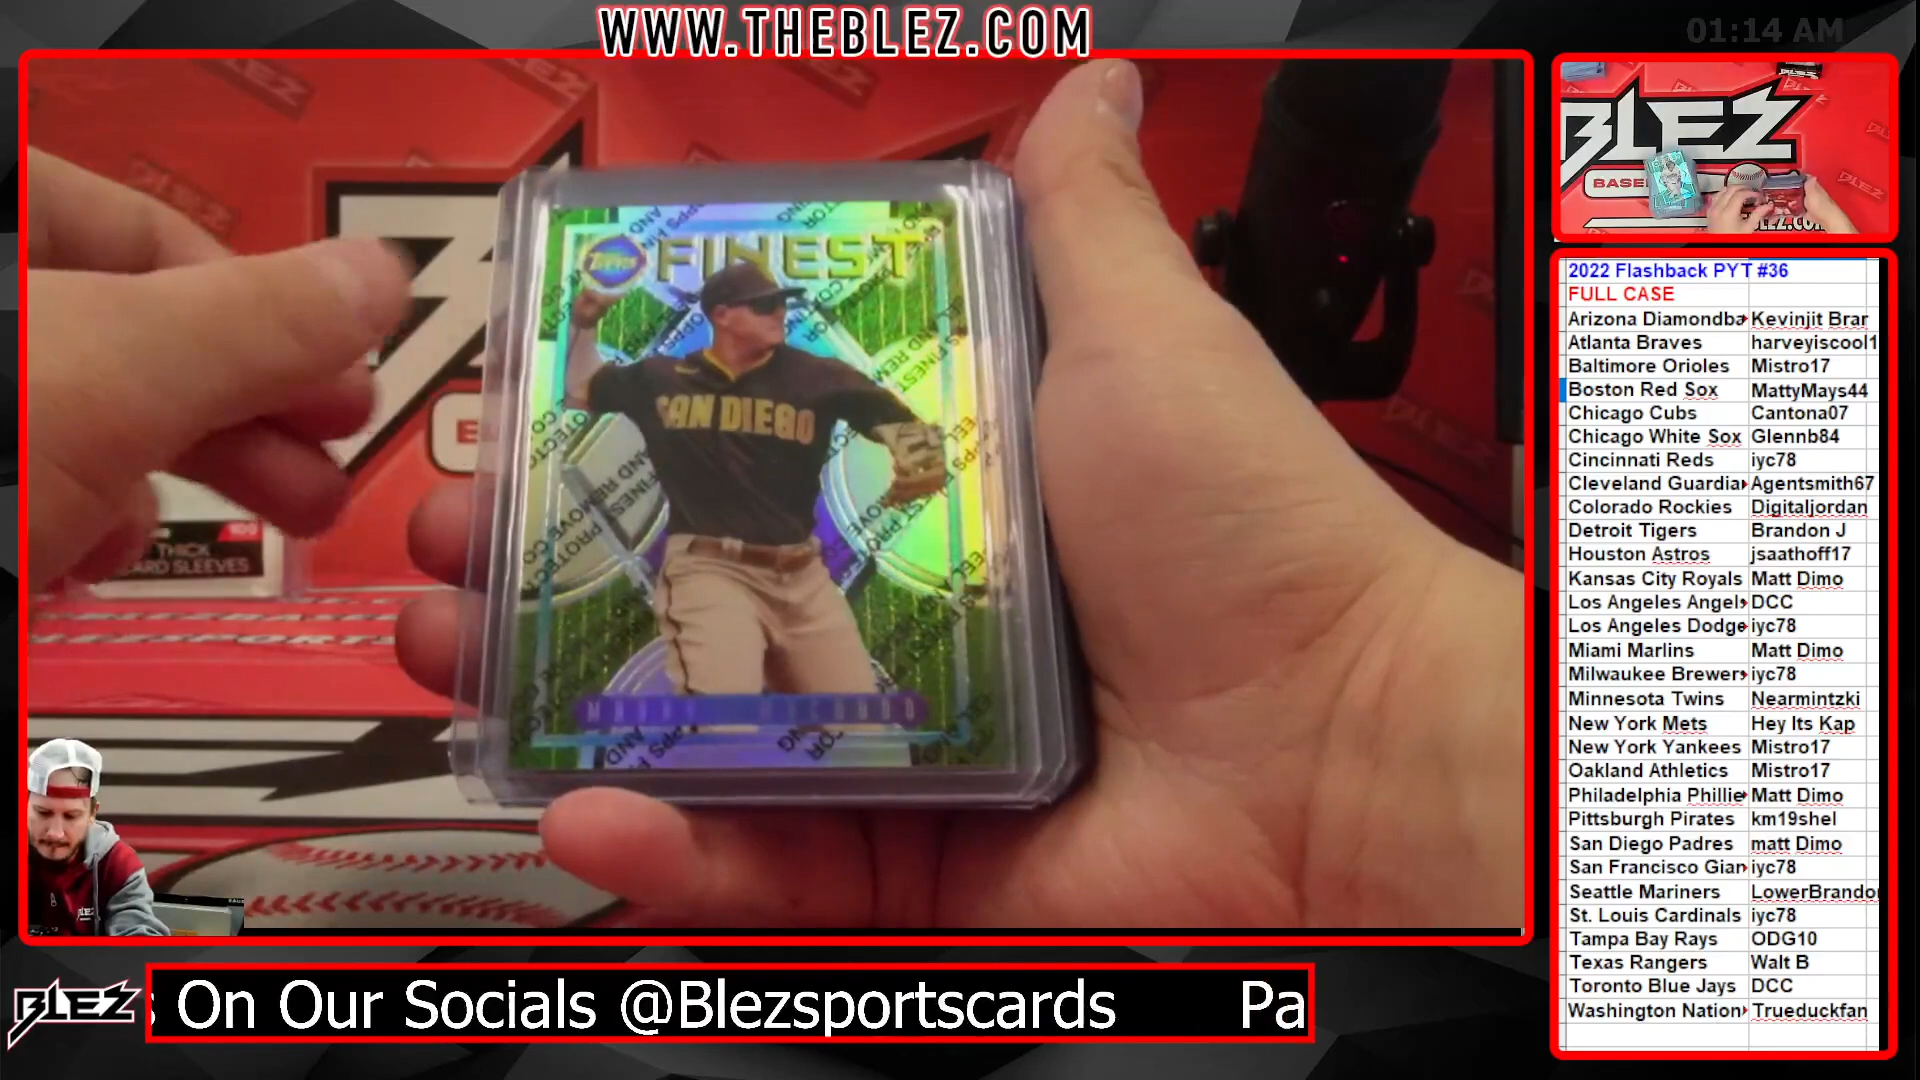 WWW.THEBLEZ.COM
01:14 AM
Topps FINEST
SAN DIEGO
THICK
CARD SLEEVES
BLEZ
2022 Flashback PYT #36
FULL CASE
Arizona Diamondba Kevinjit Brar
Atlanta Braves harveyiscool1
Baltimore Orioles Mistro17
Boston Red Sox MattyMays44
Chicago Cubs Cantona07
Chicago White Sox Glennb84
Cincinnati Reds iyc78
Cleveland Guardia Agentsmith67
Colorado Rockies Digitaljordan
Detroit Tigers Brandon J
Houston Astros jsaathoff17
Kansas City Royals Matt Dimo
Los Angeles Angel DCC
Los Angeles Dodge iyc78
Miami Marlins Matt Dimo
Milwaukee Brewer iyc78
Minnesota Twins Nearmintzki
New York Mets Hey Its Kap
New York Yankees Mistro17
Oakland Athletics Mistro17
Philadelphia Phillie Matt Dimo
Pittsburgh Pirates km19shel
San Diego Padres matt Dimo
San Francisco Gian iyc78
Seattle Mariners LowerBrando
St. Louis Cardinals iyc78
Tampa Bay Rays ODG10
Texas Rangers Walt B
Toronto Blue Jays DCC
Washington Nation Trueduckfan
BLEZ
s On Our Socials @Blezsportscards Pa